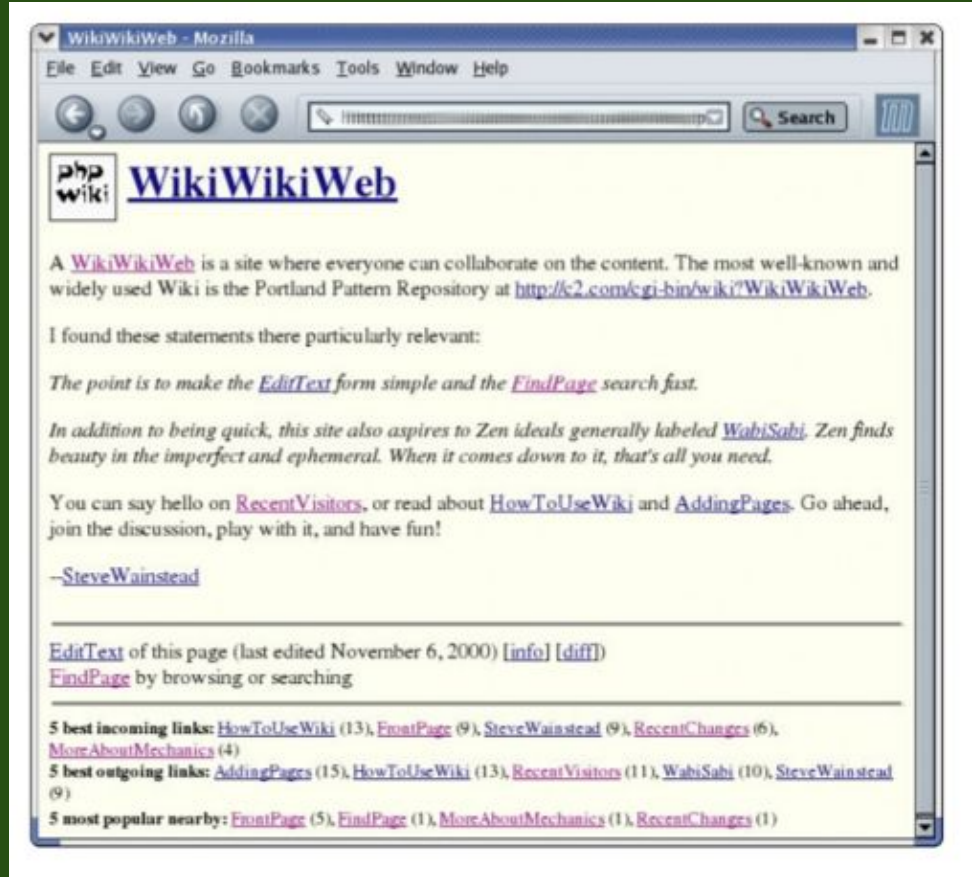 WikiWikiWeb - Mozilla
File Edit View Go Bookmarks Tools Window Help
Search
php
wiki
WikiWikiWeb
A WikiWikiWeb is a site where everyone can collaborate on the content. The most well-known and
widely used Wiki is the Portland Pattern Repository at http://c2.com/cgi-bin/wiki?WikiWikiWeb.
I found these statements there particularly relevant:
The point is to make the EditText form simple and the FindPage search fast.
In addition to being quick, this site also aspires to Zen ideals generally labeled WabiSabi. Zen finds
beauty in the imperfect and ephemeral. When it comes down to it, that's all you need.
You can say hello on RecentVisitors, or read about HowToUseWiki and AddingPages. Go ahead,
join the discussion, play with it, and have fun!
--SteveWainstead
EditText of this page (last edited November 6, 2000) [info] [diff])
FindPage by browsing or searching
5 best incoming links: HowToUseWiki (13), FrontPage (9), SteveWainstead (9), RecentChanges (6),
MoreAboutMechanics (4)
5 best outgoing links: AddingPages (15), HowToUseWiki (13), RecentVisitors (11), WabiSabi (10), SteveWainstead
(9)
5 most popular nearby: FrontPage (5), FindPage (1), MoreAboutMechanics (1), RecentChanges (1)